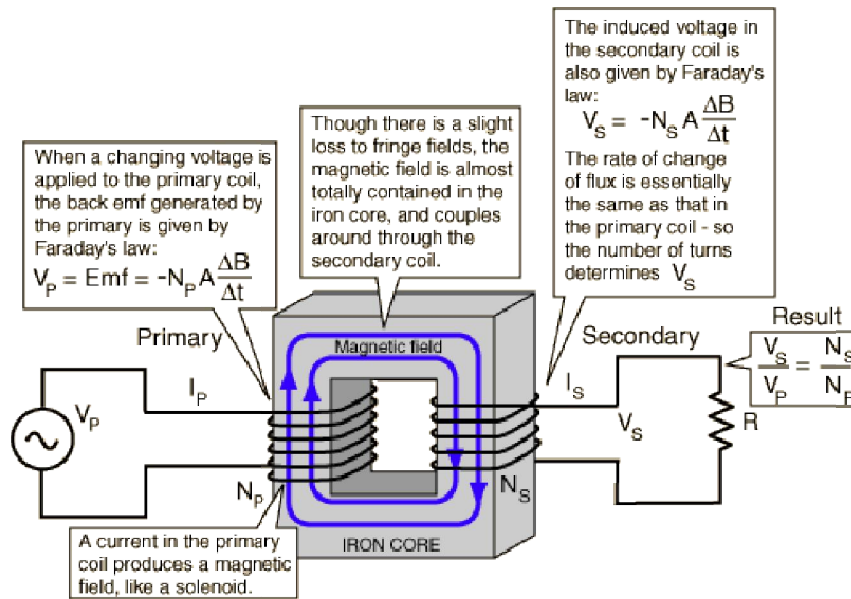 When a changing voltage is
applied to the primary coil,
the back emf generated by
the primary is given by
Faraday's law:
V_P = Emf = -N_P A ΔB/Δt
Though there is a slight
loss to fringe fields, the
magnetic field is almost
totally contained in the
iron core, and couples
around through the
secondary coil.
The induced voltage in
the secondary coil is
also given by Faraday's
law:
V_S = -N_S A ΔB/Δt
The rate of change
of flux is essentially
the same as that in
the primary coil - so
the number of turns
determines V_S
Primary
Magnetic field
Secondary
Result
V_S/V_P = N_S/N_P
I_P
I_S
V_P
V_S
R
N_P
N_S
IRON CORE
A current in the primary
coil produces a magnetic
field, like a solenoid.